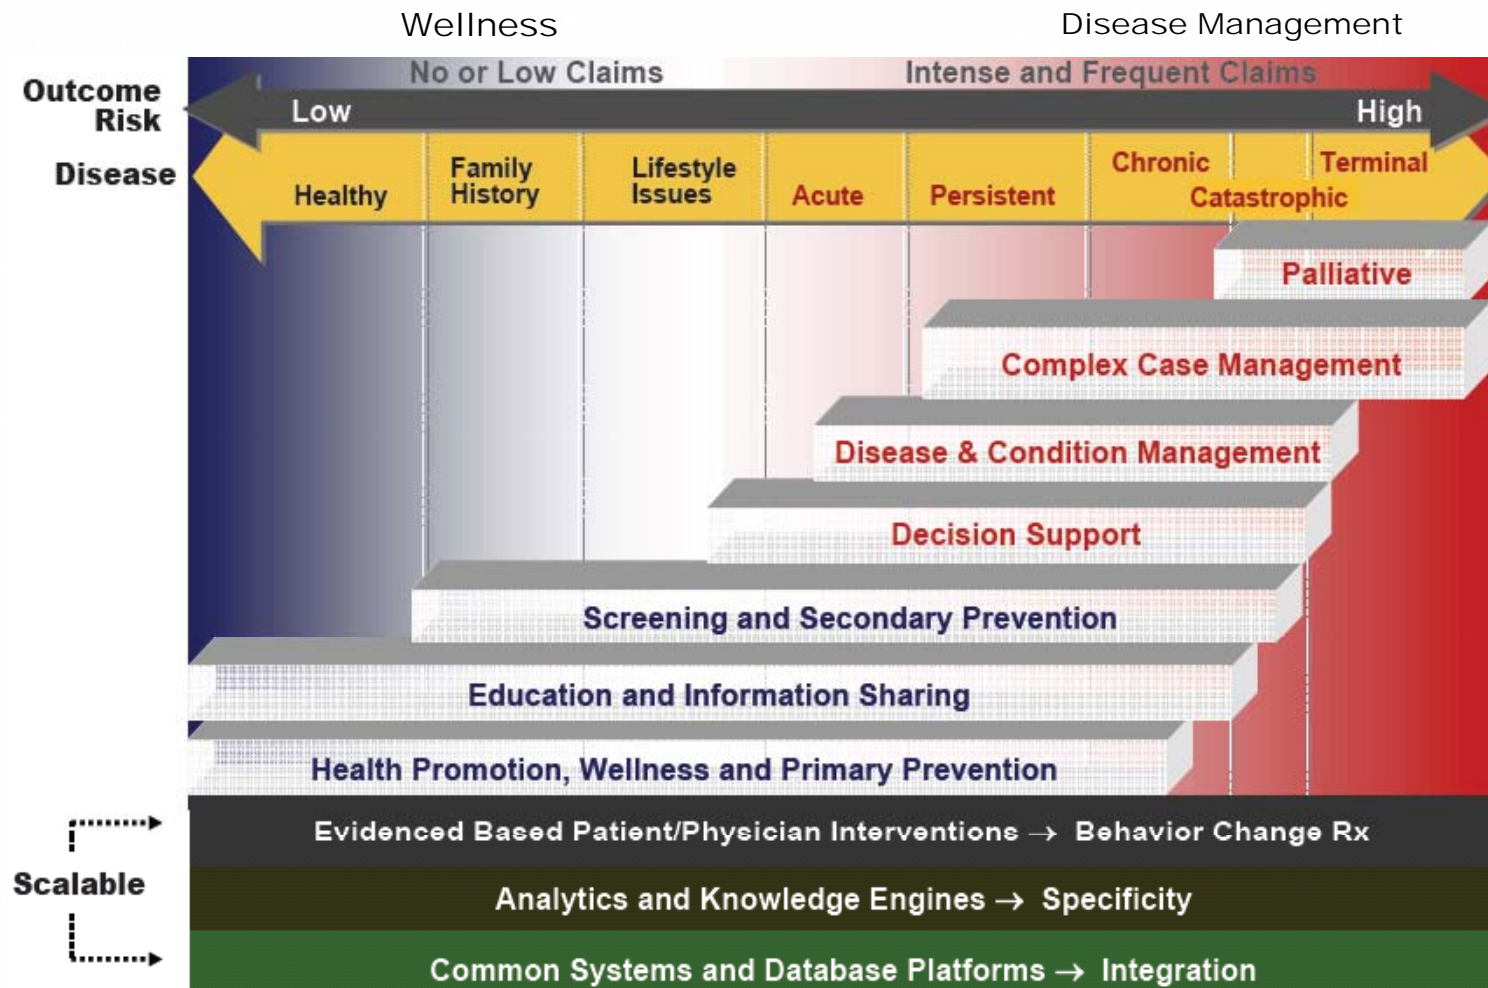 Wellness
Disease Management
No or Low Claims
Intense and Frequent Claims
Outcome
Risk
Low
High
Disease
Healthy
Family
History
Lifestyle
Issues
Acute
Persistent
Chronic
Catastrophic
Terminal
Palliative
Complex Case Management
Disease & Condition Management
Decision Support
Screening and Secondary Prevention
Education and Information Sharing
Health Promotion, Wellness and Primary Prevention
Evidenced Based Patient/Physician Interventions → Behavior Change Rx
Scalable
Analytics and Knowledge Engines → Specificity
Common Systems and Database Platforms → Integration